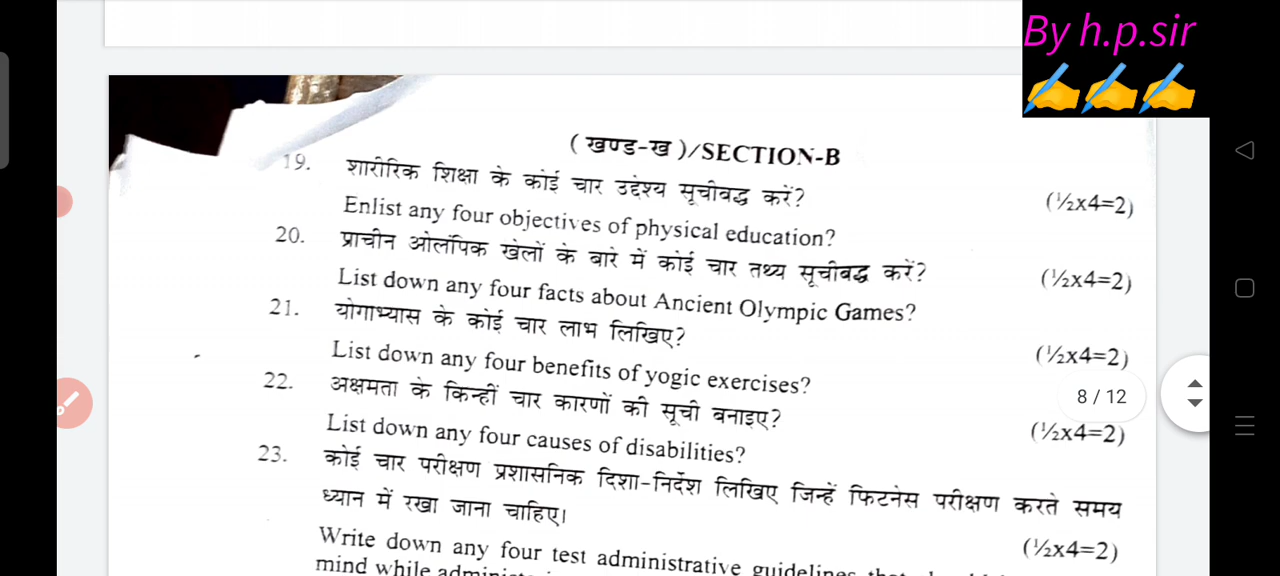 By h.p.sir
( खण्ड-ख )/SECTION-B
19. शारीरिक शिक्षा के कोई चार उद्देश्य सूचीबद्ध करें? (½x4=2)
Enlist any four objectives of physical education?
20. प्राचीन ओलंपिक खेलों के बारे में कोई चार तथ्य सूचीबद्ध करें? (½x4=2)
List down any four facts about Ancient Olympic Games?
21. योगाभ्यास के कोई चार लाभ लिखिए? (½x4=2)
List down any four benefits of yogic exercises?
8 / 12
22. अक्षमता के किन्हीं चार कारणों की सूची बनाइए? (½x4=2)
List down any four causes of disabilities?
23. कोई चार परीक्षण प्रशासनिक दिशा-निर्देश लिखिए जिन्हें फिटनेस परीक्षण करते समय
ध्यान में रखा जाना चाहिए। (½x4=2)
Write down any four test administrative guidelines that
mind while